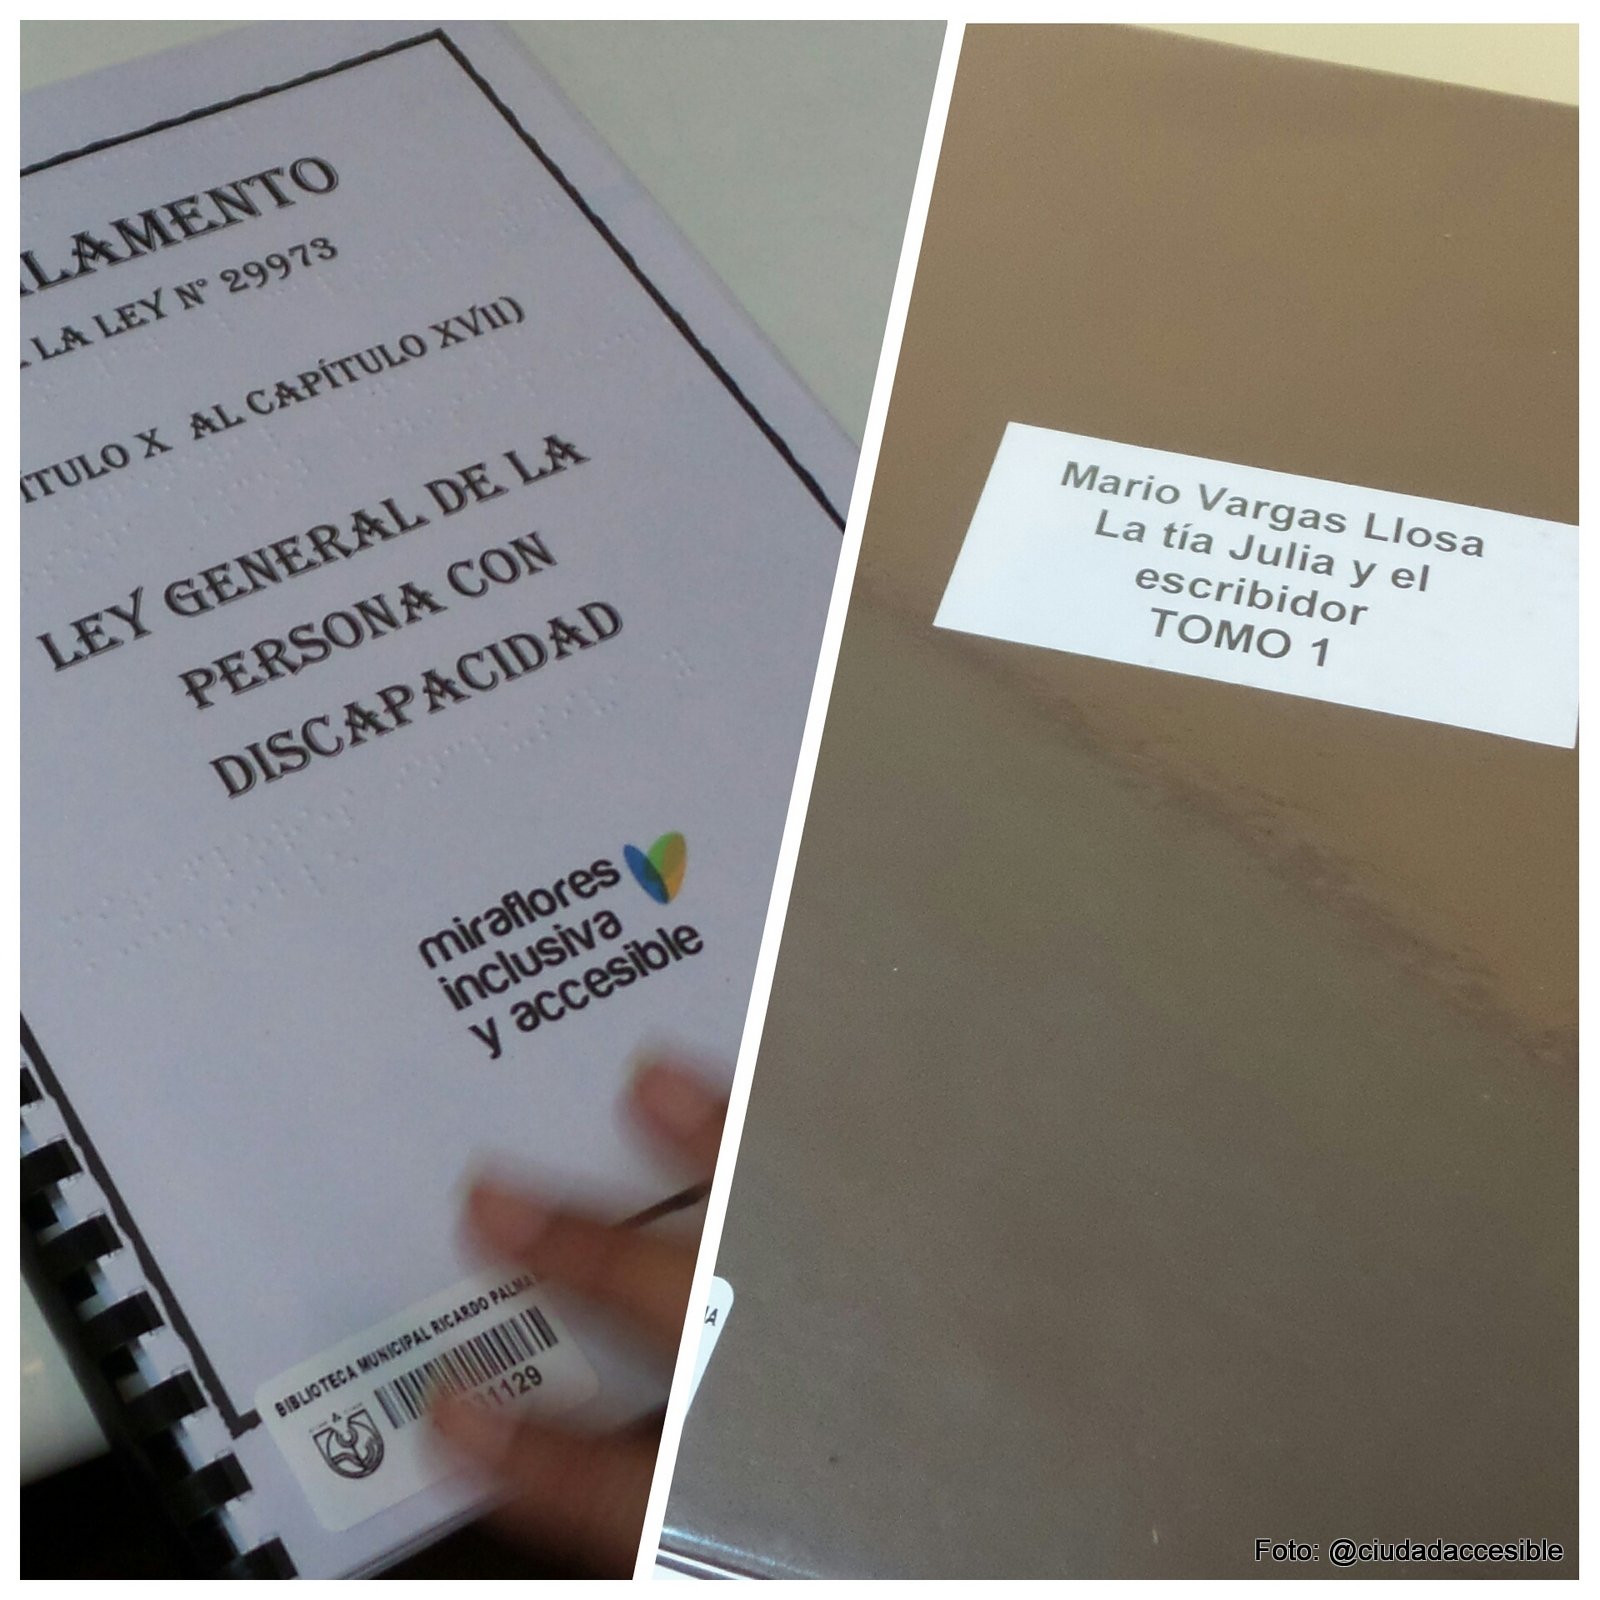 LAMENTO
LA LEY N° 29973
ÍTULO X AL CAPÍTULO XVII)
LEY GENERAL DE LA
PERSONA CON
DISCAPACIDAD
miraflores
inclusiva
y accesible
BIBLIOTECA MUNICIPAL RICARDO PALMA
1129
Mario Vargas Llosa
La tía Julia y el
escribidor
TOMO 1
Foto: @ciudadaccesible